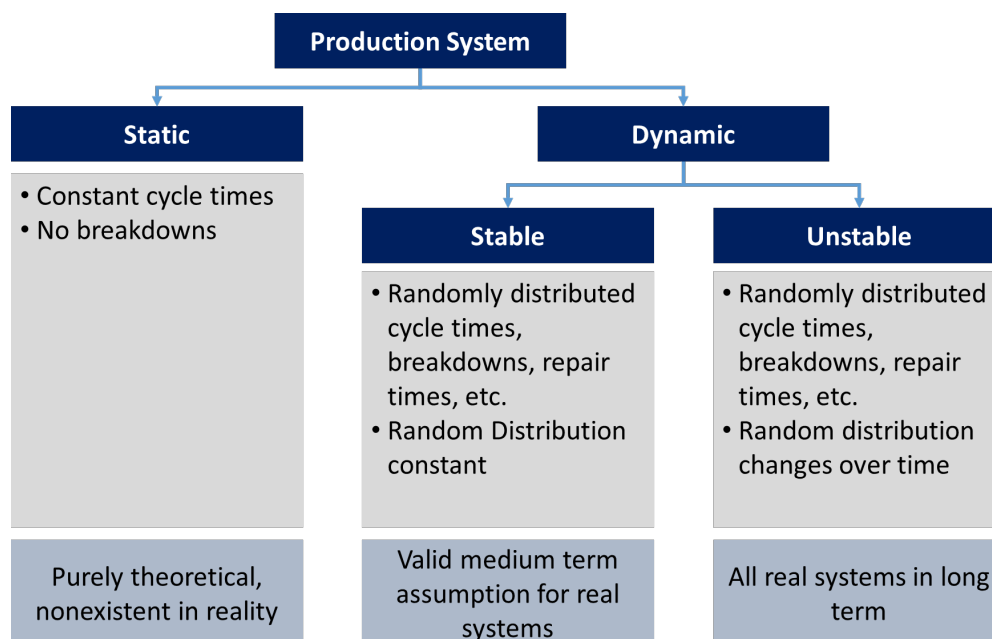 Production System
Static
Dynamic
• Constant cycle times
• No breakdowns
Stable
Unstable
• Randomly distributed
cycle times,
breakdowns, repair
times, etc.
• Random Distribution
constant
• Randomly distributed
cycle times,
breakdowns, repair
times, etc.
• Random distribution
changes over time
Purely theoretical,
nonexistent in reality
Valid medium term
assumption for real
systems
All real systems in long
term